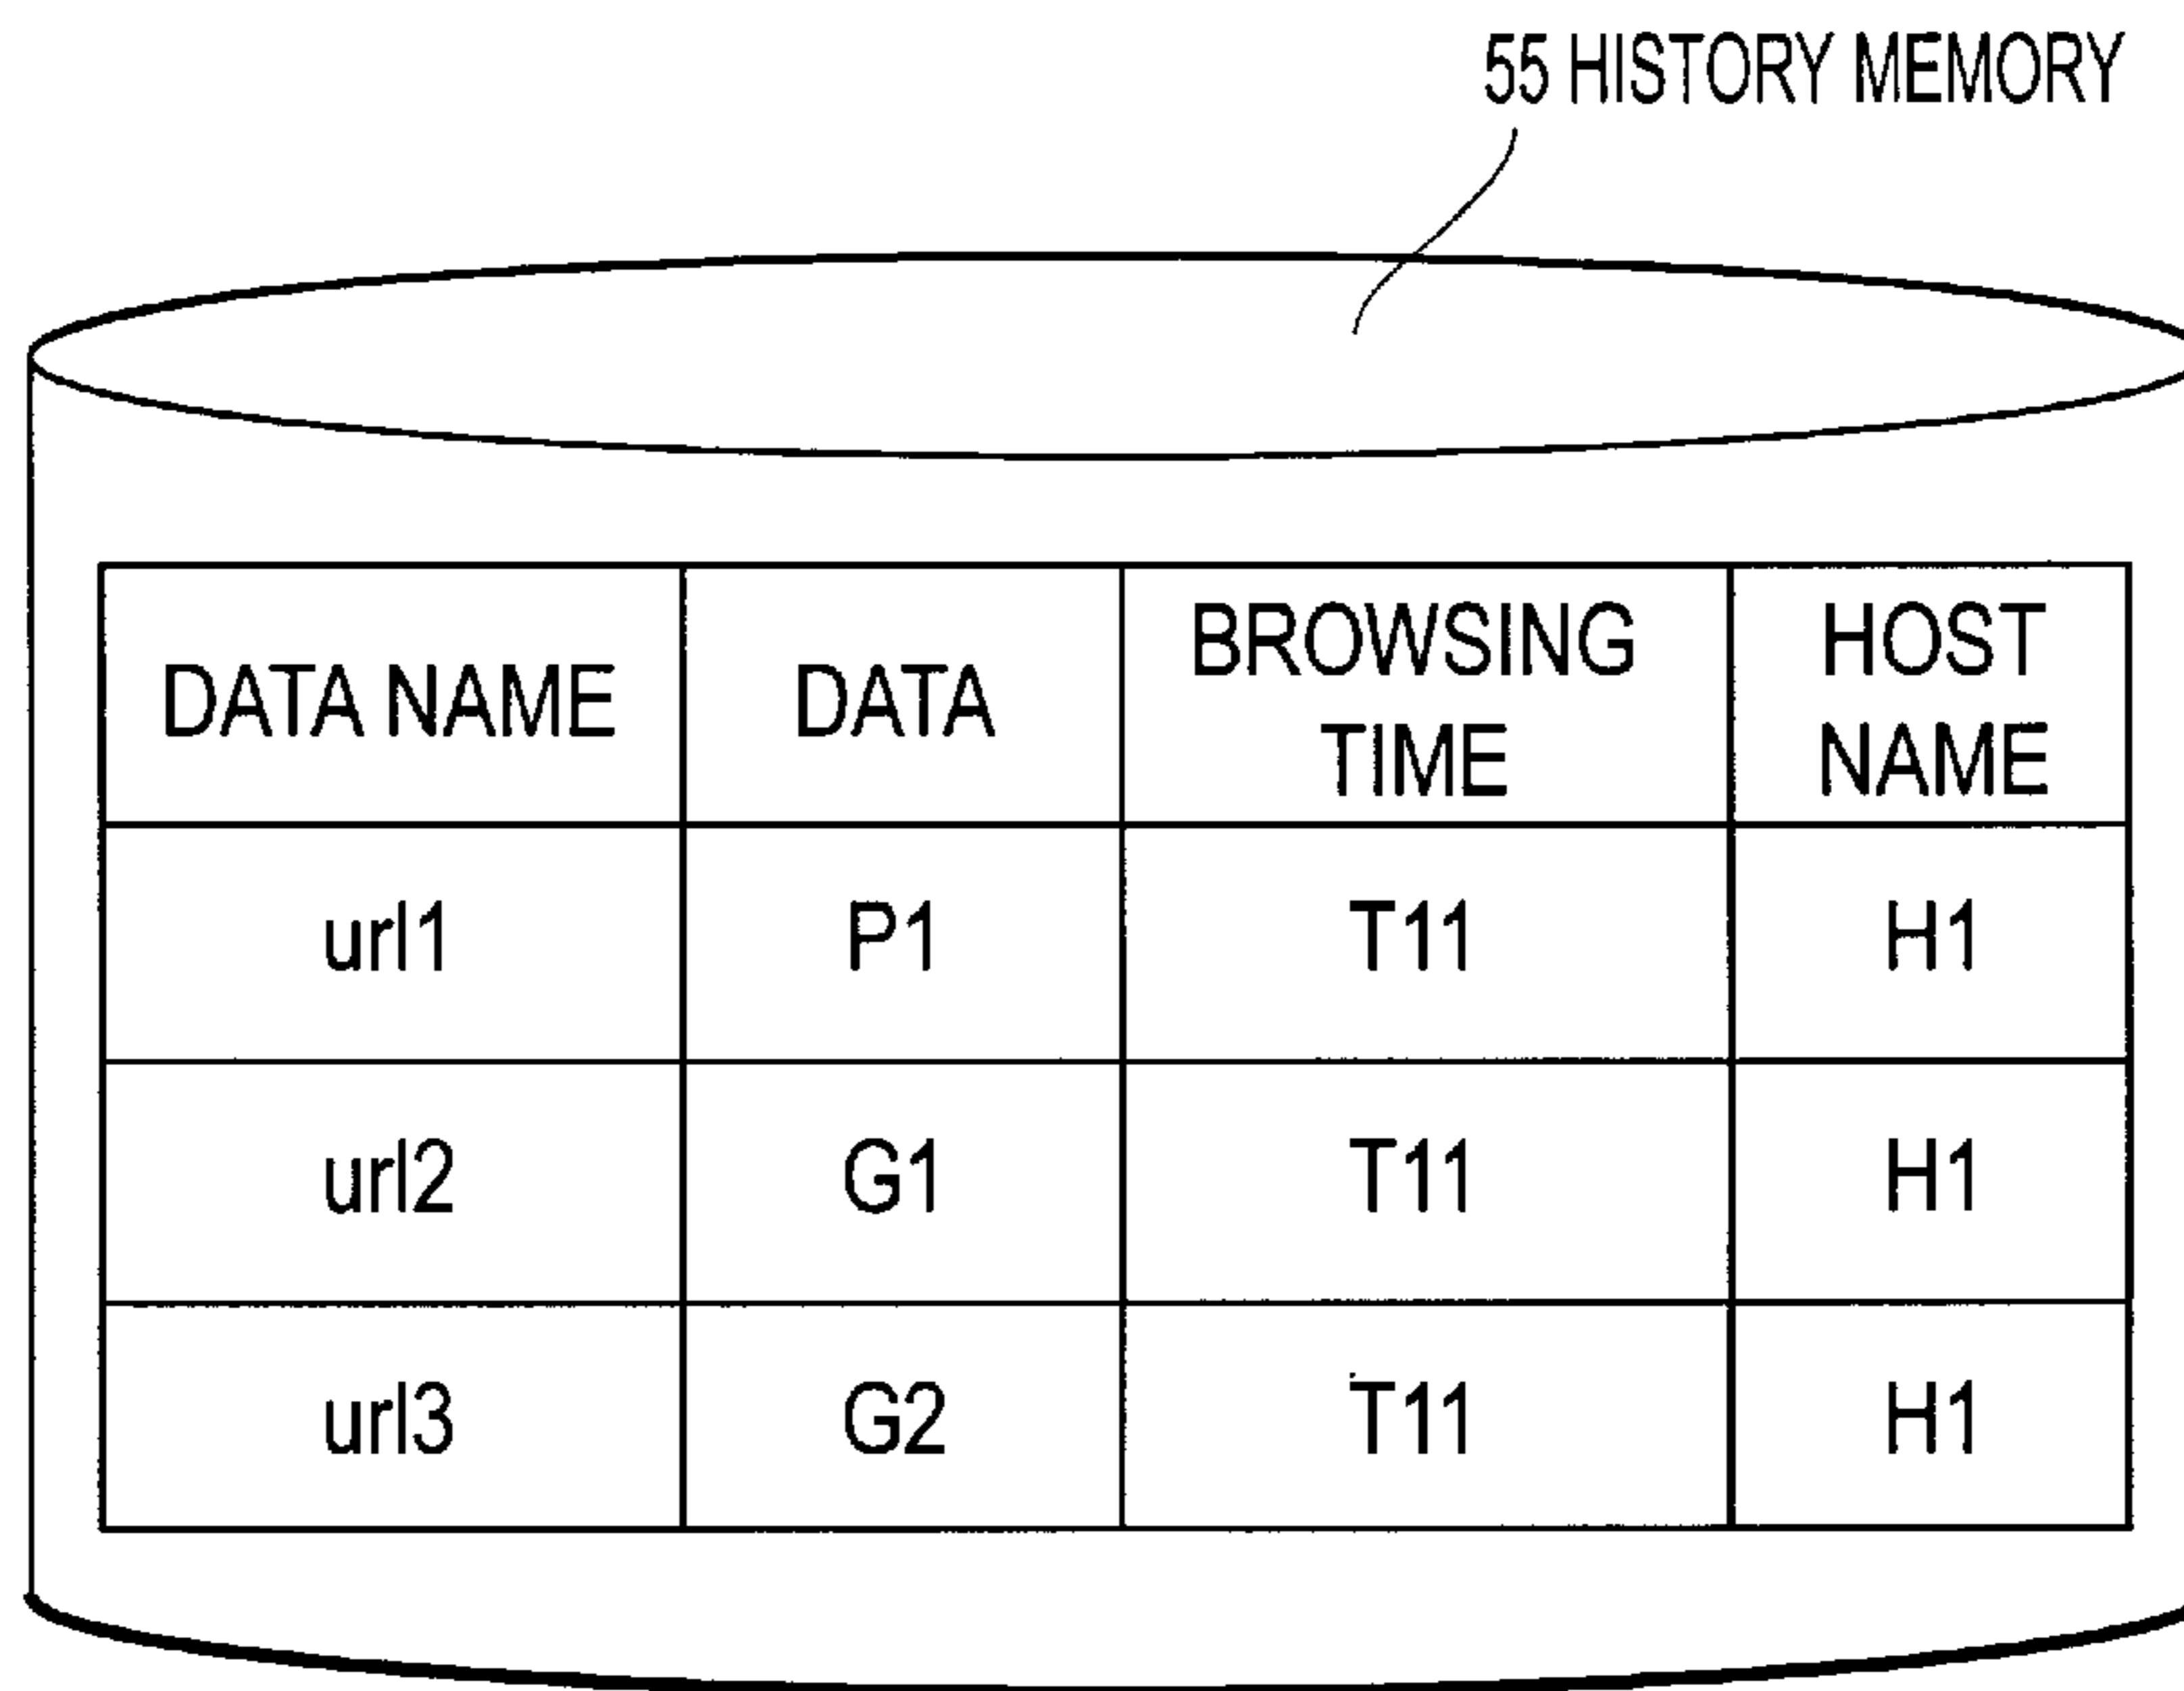 55 HISTORY MEMORY
DATA NAME DATA BROWSING TIME HOST NAME
url1 P1 T11 H1
url2 G1 T11 H1
url3 G2 T11 H1